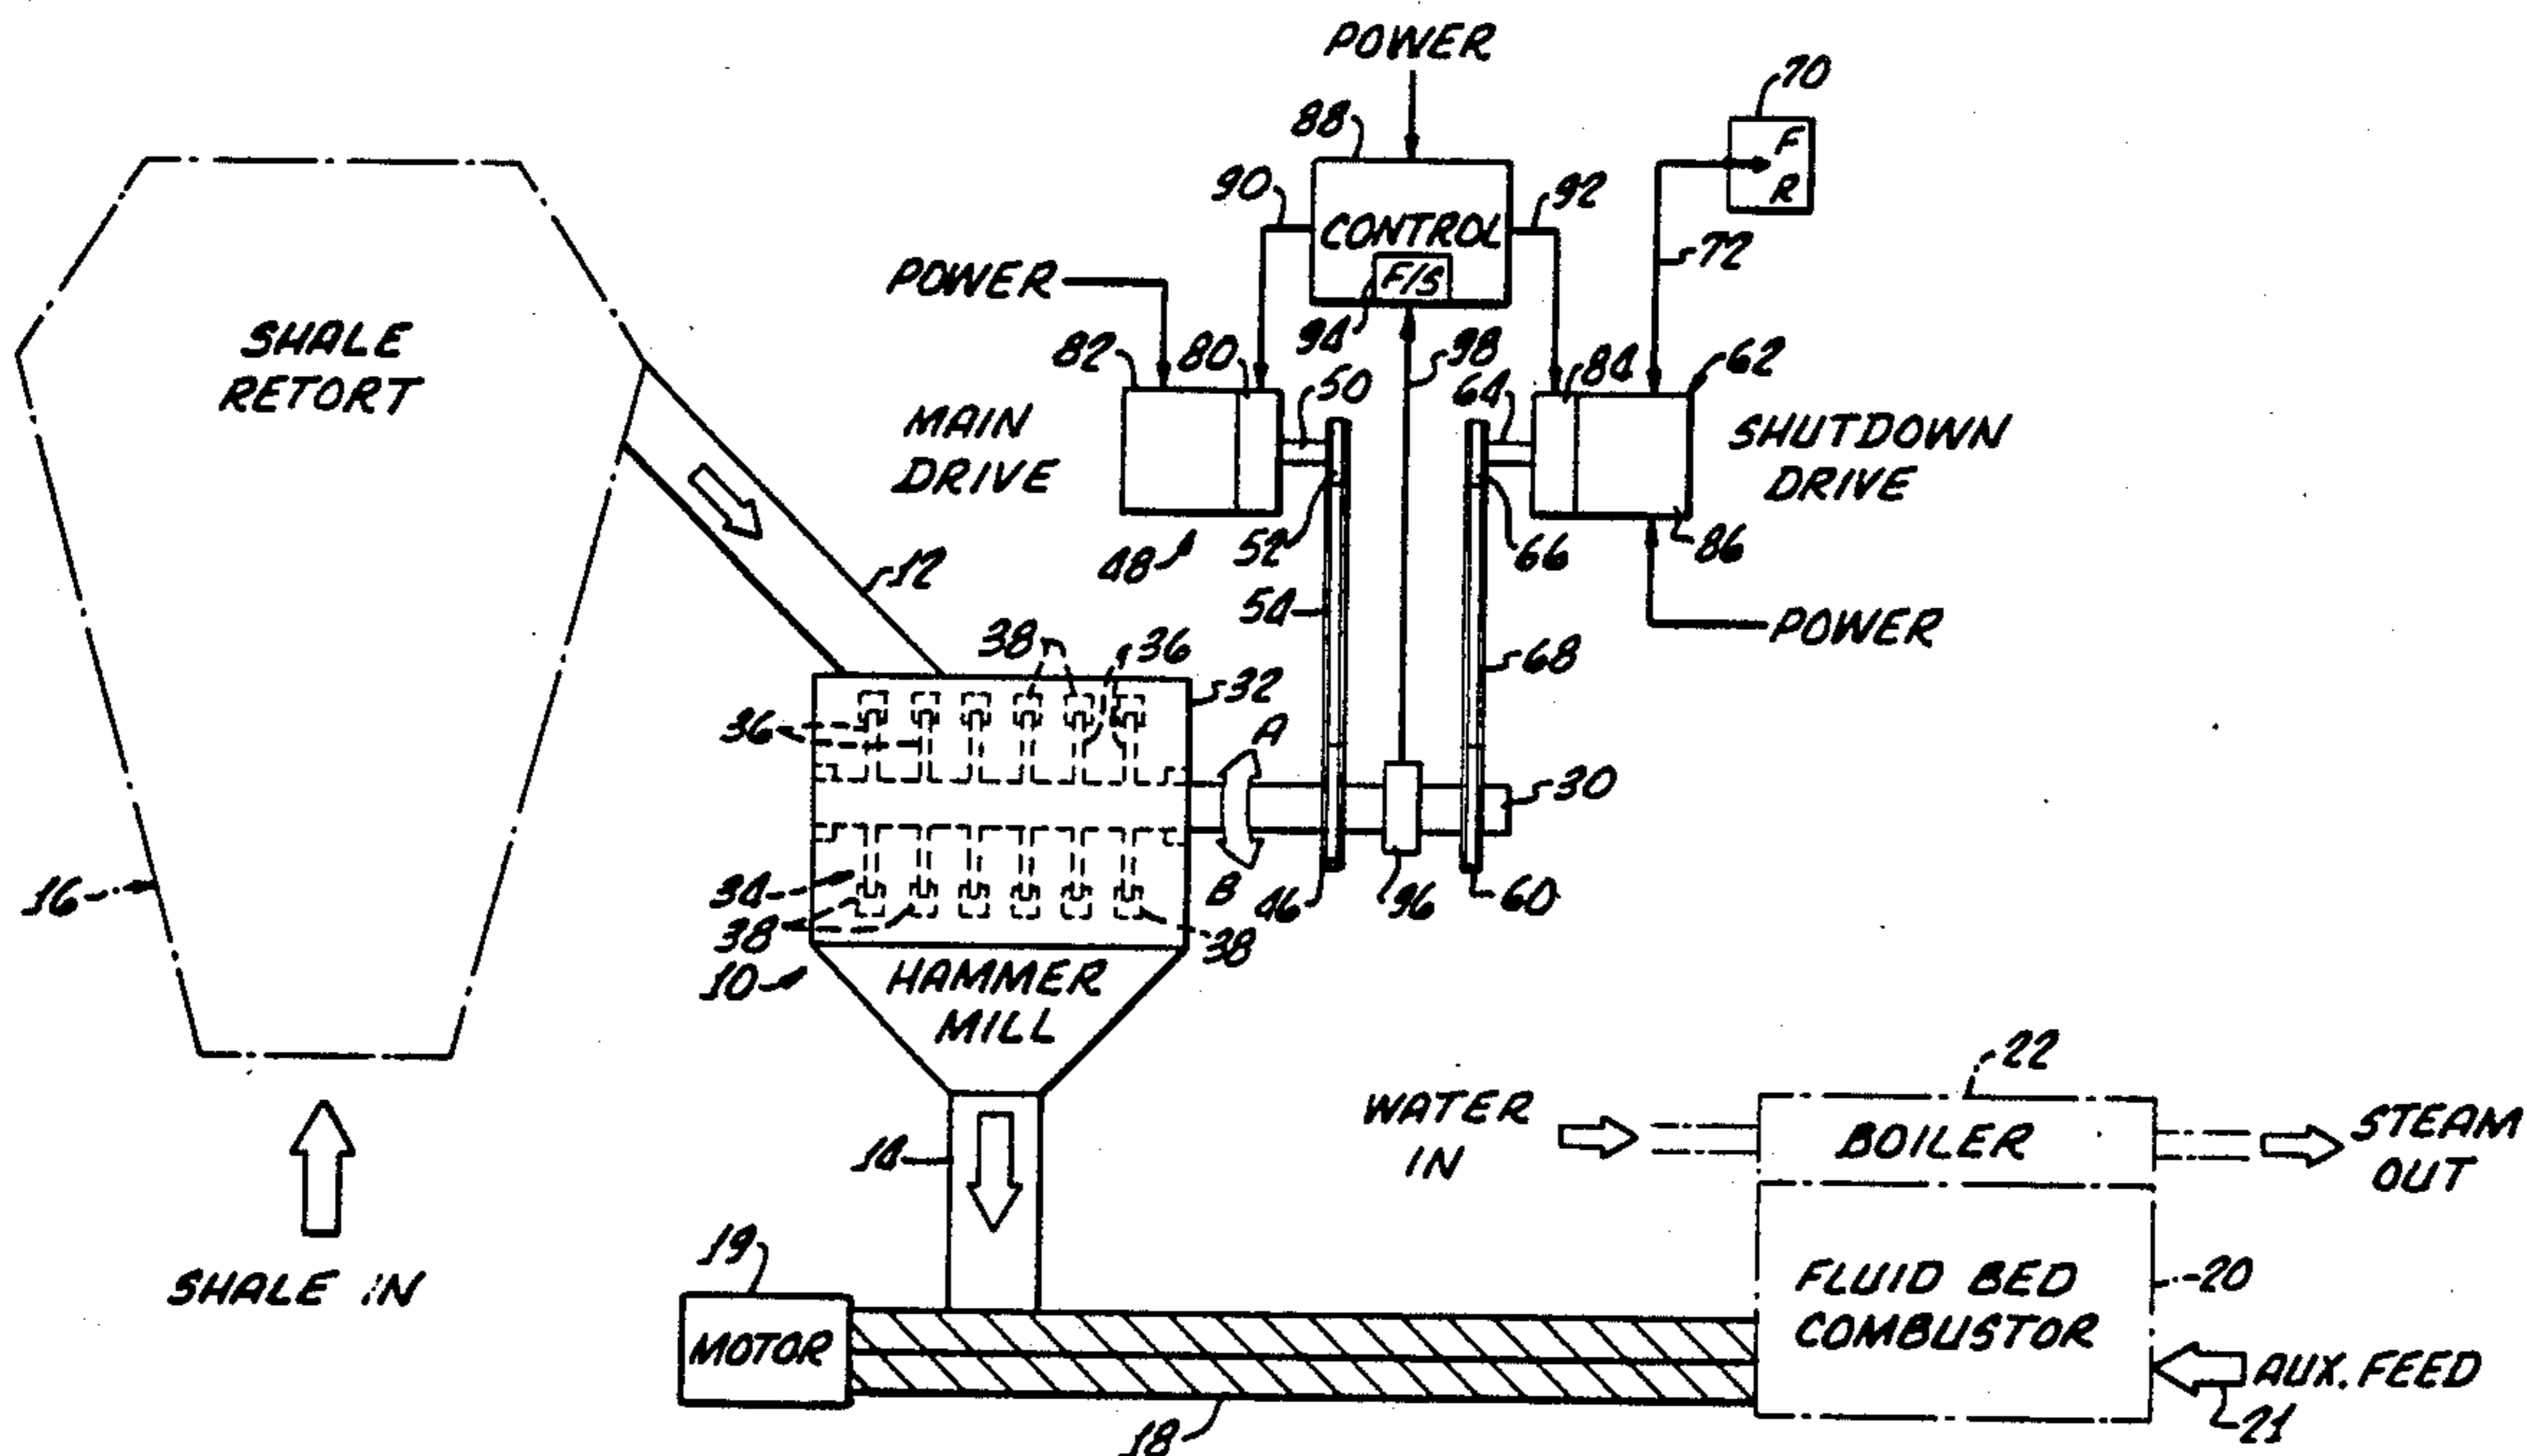 POWER
70
88
F
R
90
CONTROL
92
72
POWER
F/S
94
98
SHALE
RETORT
82
80
50
64
84
62
MAIN
DRIVE
SHUTDOWN
DRIVE
48
52
66
86
12
54
POWER
38
36
68
32
36
A
30
34
B
46
96
60
16
38
38
10
HAMMER
MILL
22
WATER
IN
BOILER
STEAM
OUT
14
19
SHALE IN
FLUID BED
COMBUSTOR
20
MOTOR
AUX. FEED
21
18